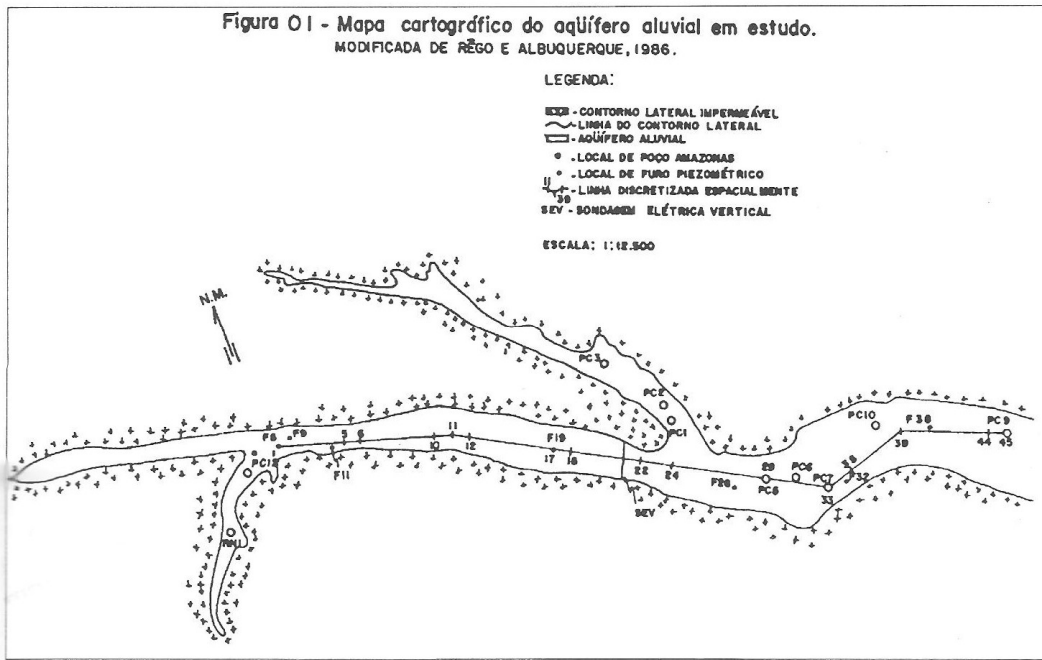 Figura 01 - Mapa cartográfico do aqüífero aluvial em estudo.
MODIFICADA DE RÊGO E ALBUQUERQUE, 1986.
LEGENDA:
- CONTORNO LATERAL IMPERMEÁVEL
- LINHA DO CONTORNO LATERAL
- AQÜÍFERO ALUVIAL
- LOCAL DE POÇO AMAZONAS
- LOCAL DE FURO PIEZOMÉTRICO
11 39 - LINHA DISCRETIZADA ESPACIALMENTE
SEV - SONDAGEM ELÉTRICA VERTICAL
ESCALA: 1:12.500
N.M.
PC3
PC2
PC1
PC10
F 38
PC9
39
44
45
F9
5
6
11
10
12
F19
17
18
22
24
F26
29
PC6
PC7
33
32
F11
PC12
SEV